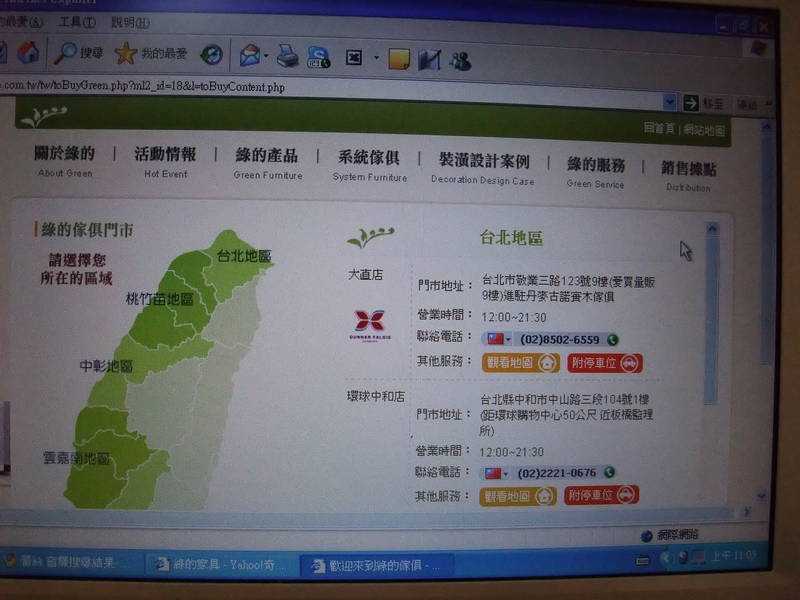 的最愛(A) 工具(T) 說明(H)
搜尋 我的最愛
.com.tw/tw/toBuyGreen.php?ml2_id=18&l=toBuyContent.php
移至 連結
回首頁 | 網站地圖
關於綠的 | 活動情報 | 綠的產品 | 系統傢俱 | 裝潢設計案例 | 綠的服務 | 銷售據點
About Green Hot Event Green Furniture System Furniture Decoration Design Case Green Service Distribution
綠的傢俱門市
請選擇您
所在的區域
台北地區
桃竹苗地區
中彰地區
雲嘉南地區
台北地區
大直店
門市地址： 台北市敬業三路123號9樓(愛買量販
9樓)進駐丹麥古諾實木傢俱
營業時間： 12:00~21:30
聯絡電話： (02)8502-6559
其他服務： 觀看地圖 附停車位
環球中和店
門市地址： 台北縣中和市中山路三段104號1樓
(距環球購物中心50公尺 近板橋監理
所)
營業時間： 12:00~21:30
聯絡電話： (02)2221-0676
其他服務： 觀看地圖 附停車位
網際網路
綠的家具 - Yahoo!奇... 歡迎來到綠的傢俱 - ... 上午 11:05